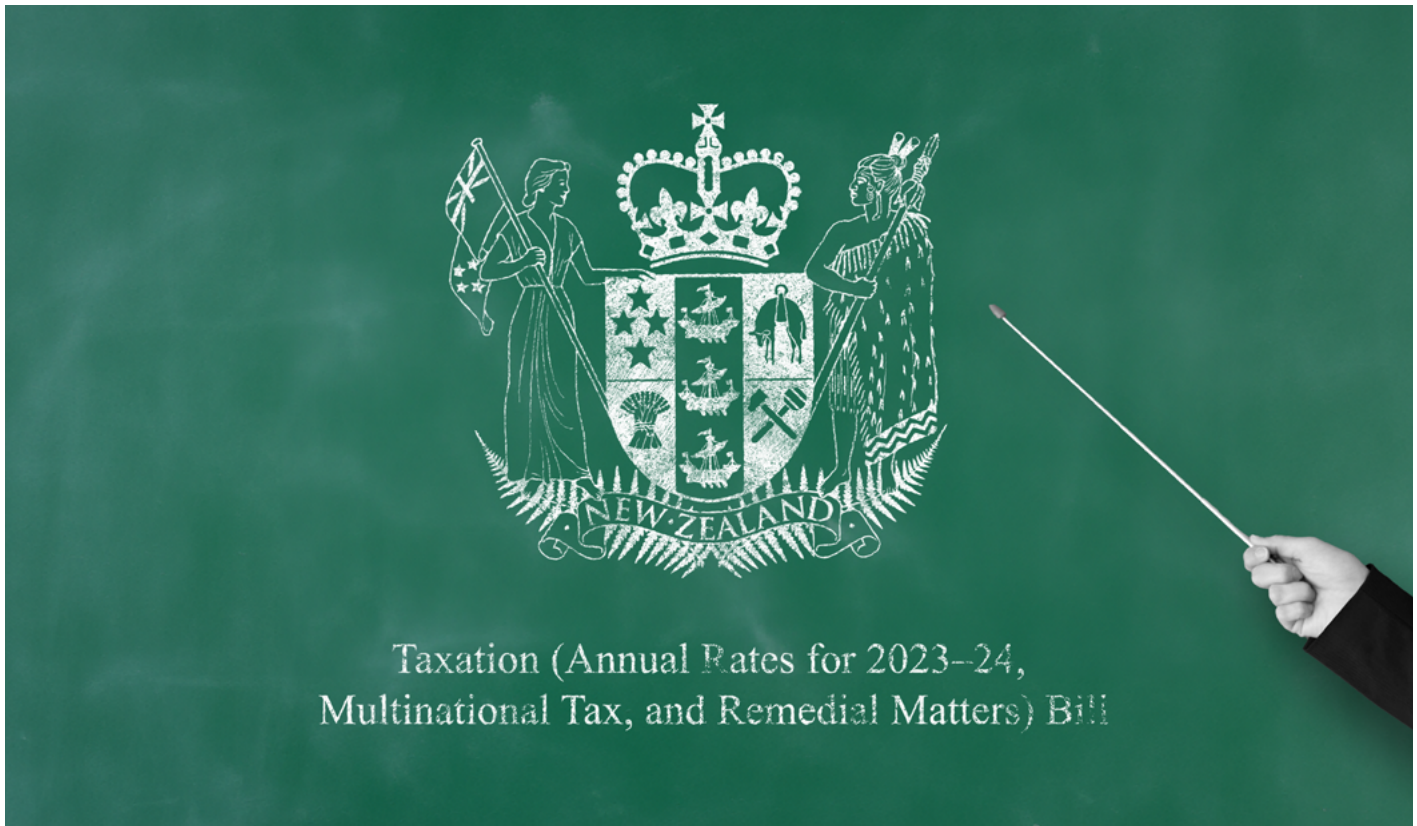 NEW·ZEALAND
Taxation (Annual Rates for 2023–24,
Multinational Tax, and Remedial Matters) Bill